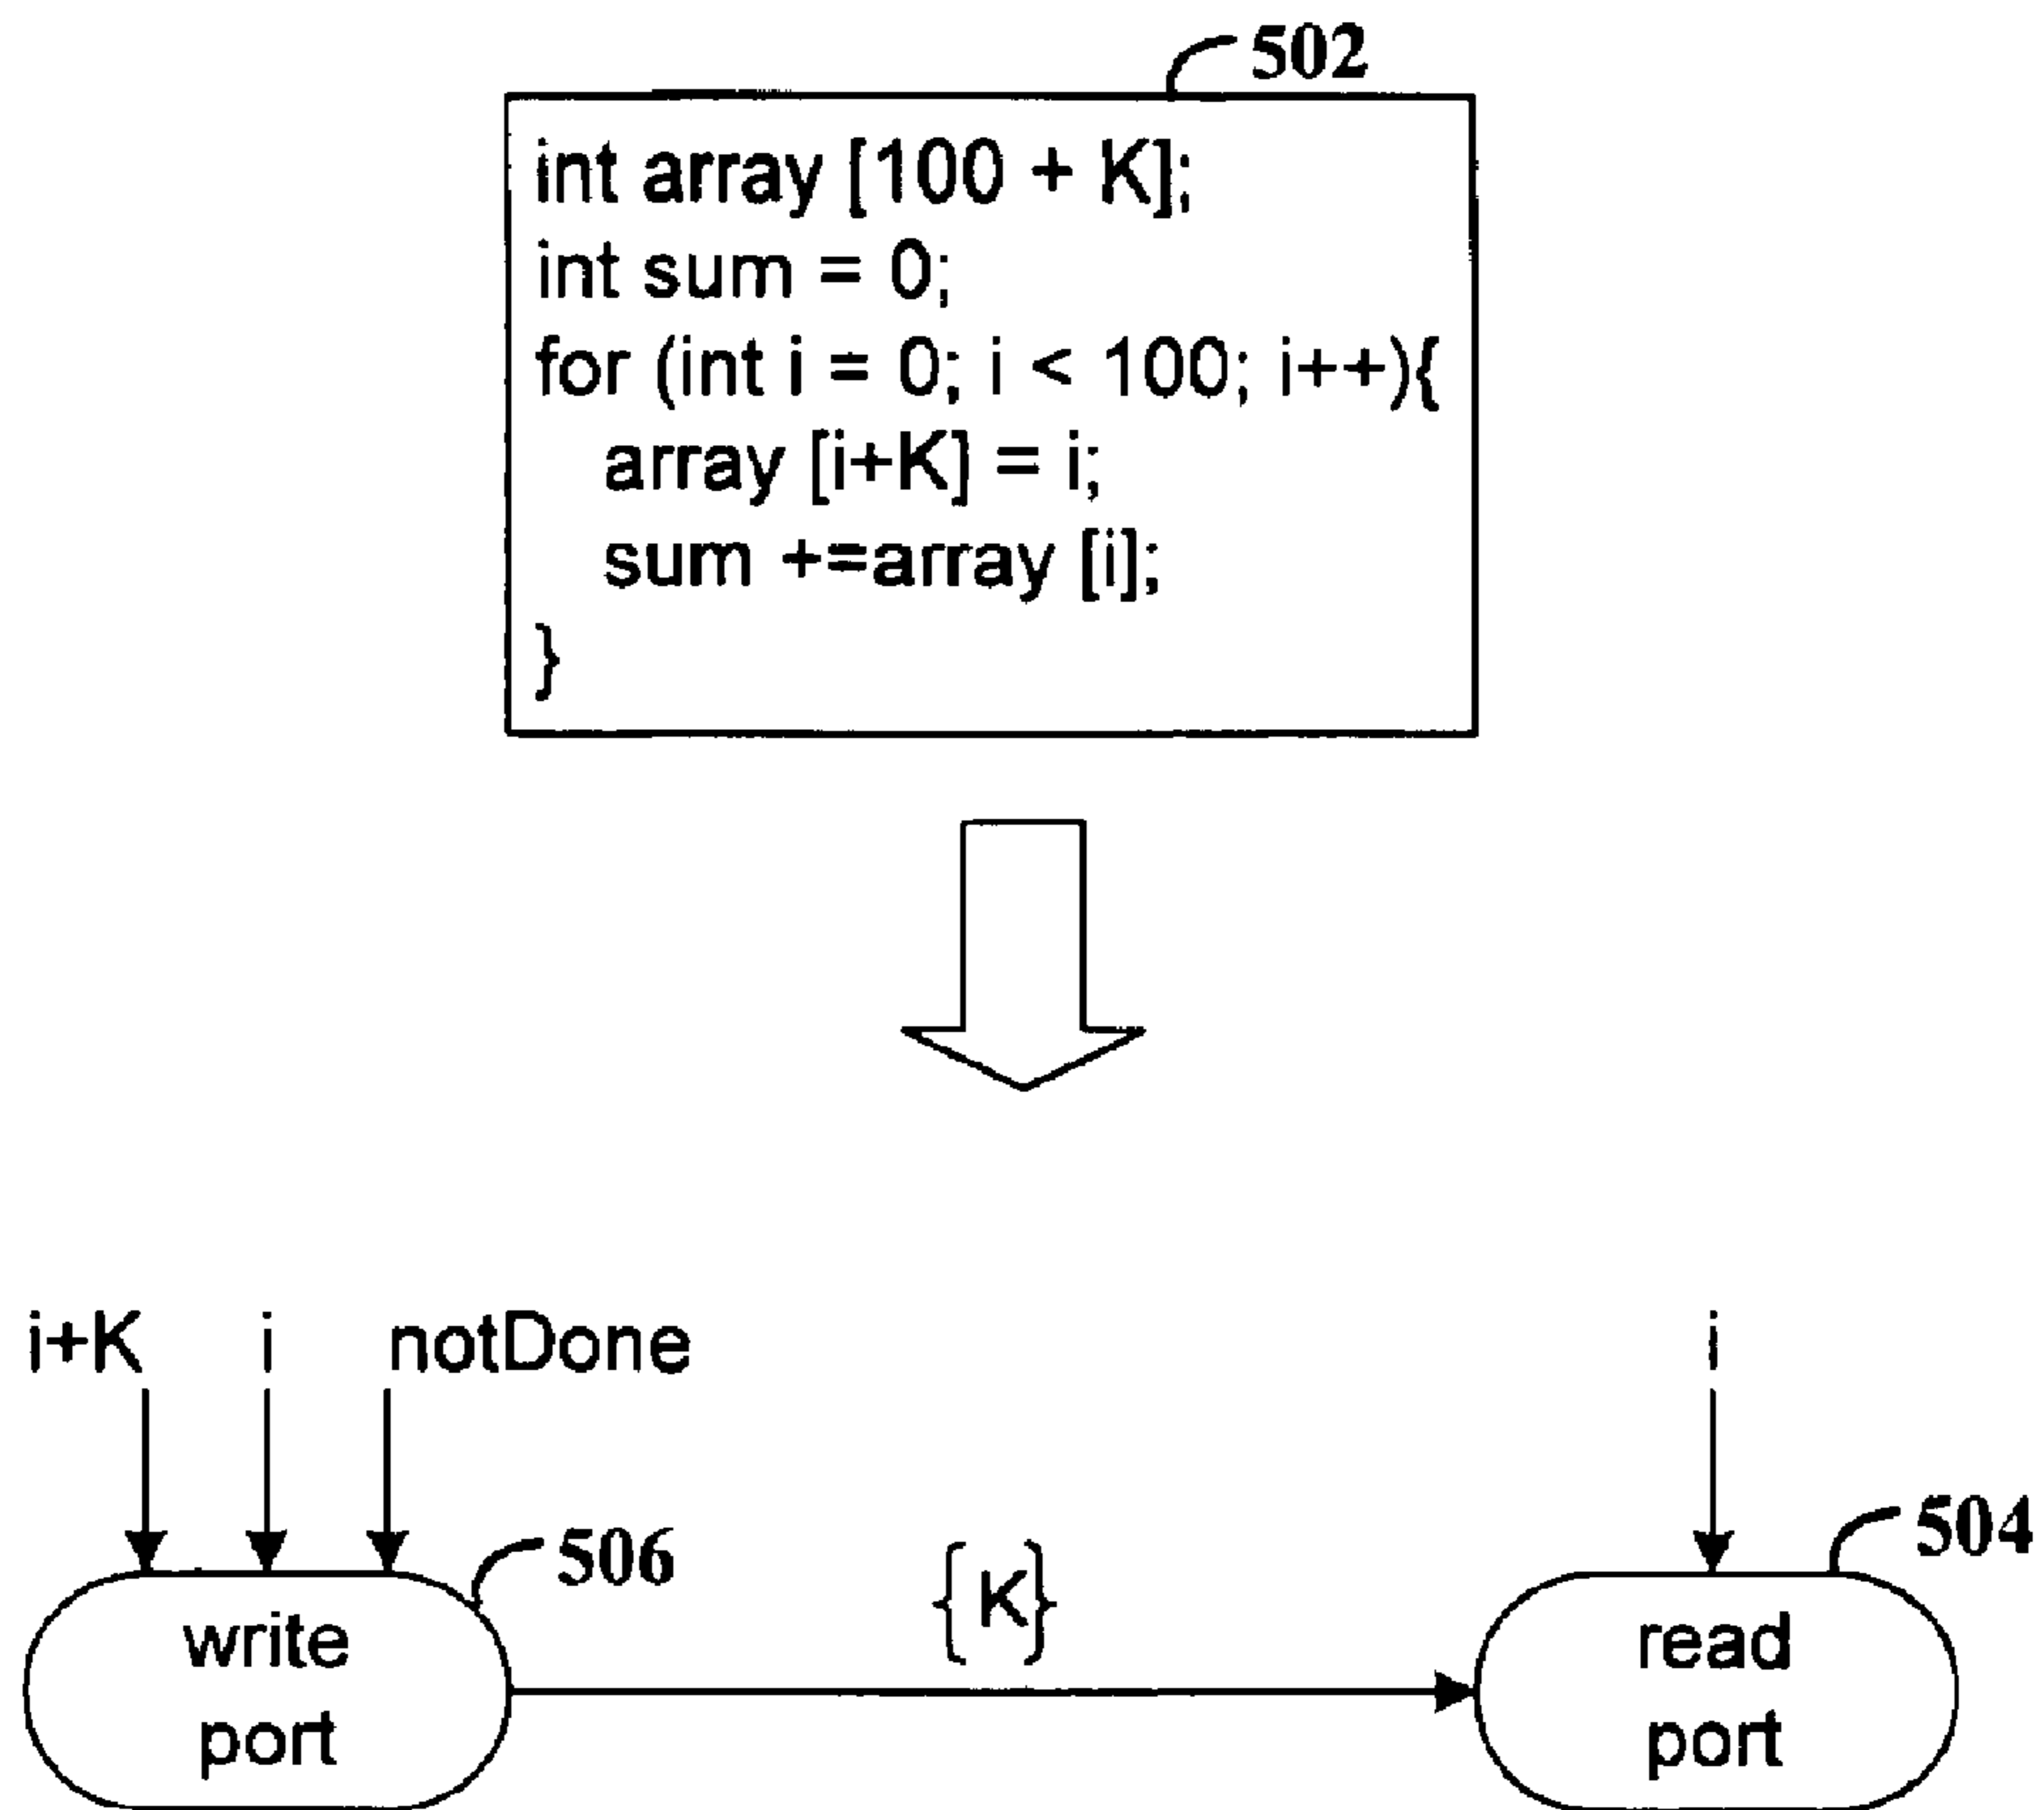 502
int array [100 + K];
int sum = 0;
for (int i = 0; i < 100; i++){
array [i+K] = i;
sum +=array [i];
}
i+K i notDone i
506 {K} 504
write port
read port